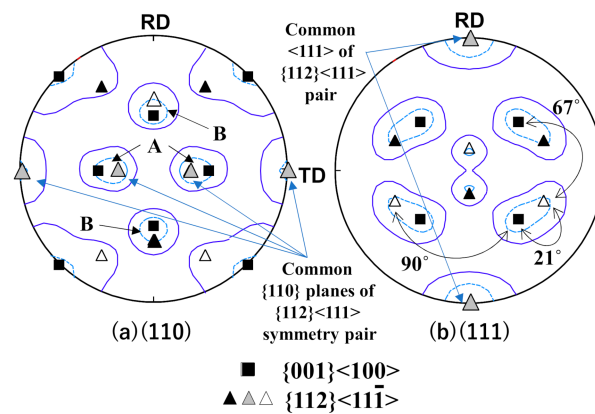 RD
Common
<111> of
{112}<111>
pair
RD
67°
B
A
TD
B
90°
21°
Common
{110} planes of
{112}<111>
symmetry pair
(a)(110)
(b)(111)
{001}<100>
{112}<111̄>